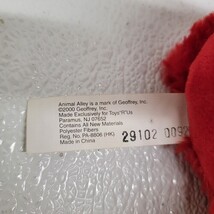 Animal Alley is a mark of Geoffrey, Inc.
©2000 Geoffrey, Inc.
Made Exclusively for Toys"R"Us
Paramus, NJ 07652
Contains All New Materials
Polyester Fibers
Reg. No. PA-8806 (HK)
Made in China
29102